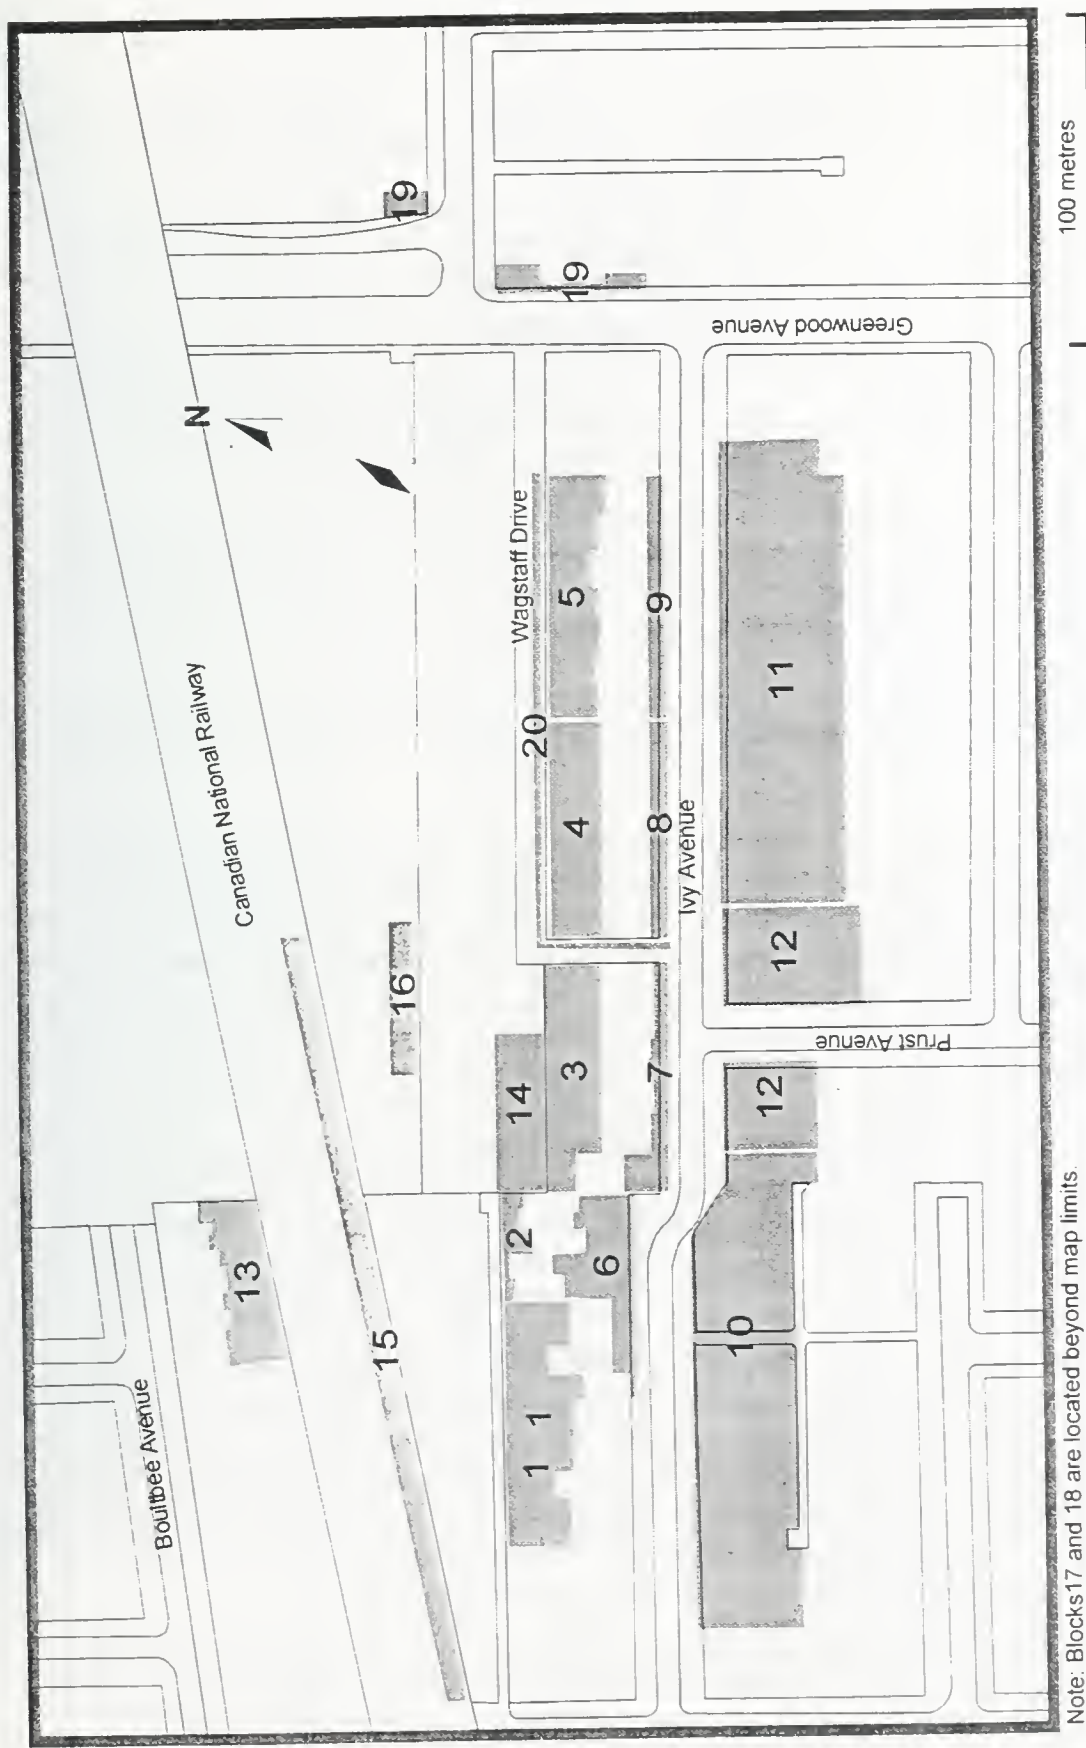 Boultbee Avenue
Canadian National Railway
N
13
15
16
19
Wagstaff Drive
19
20
14
2
1
1
3
4
5
6
7
8
9
Ivy Avenue
Greenwood Avenue
10
12
12
11
Prust Avenue
Note: Blocks17 and 18 are located beyond map limits.
100 metres